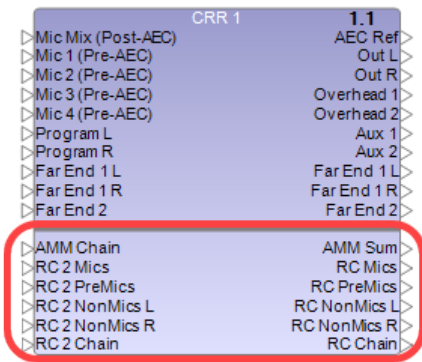 CRR 1 1.1
Mic Mix (Post-AEC) AEC Ref
Mic 1 (Pre-AEC) Out L
Mic 2 (Pre-AEC) Out R
Mic 3 (Pre-AEC) Overhead 1
Mic 4 (Pre-AEC) Overhead 2
Program L Aux 1
Program R Aux 2
Far End 1 L Far End 1 L
Far End 1 R Far End 1 R
Far End 2 Far End 2
AMM Chain AMM Sum
RC 2 Mics RC Mics
RC 2 PreMics RC PreMics
RC 2 NonMics L RC NonMics L
RC 2 NonMics R RC NonMics R
RC 2 Chain RC Chain